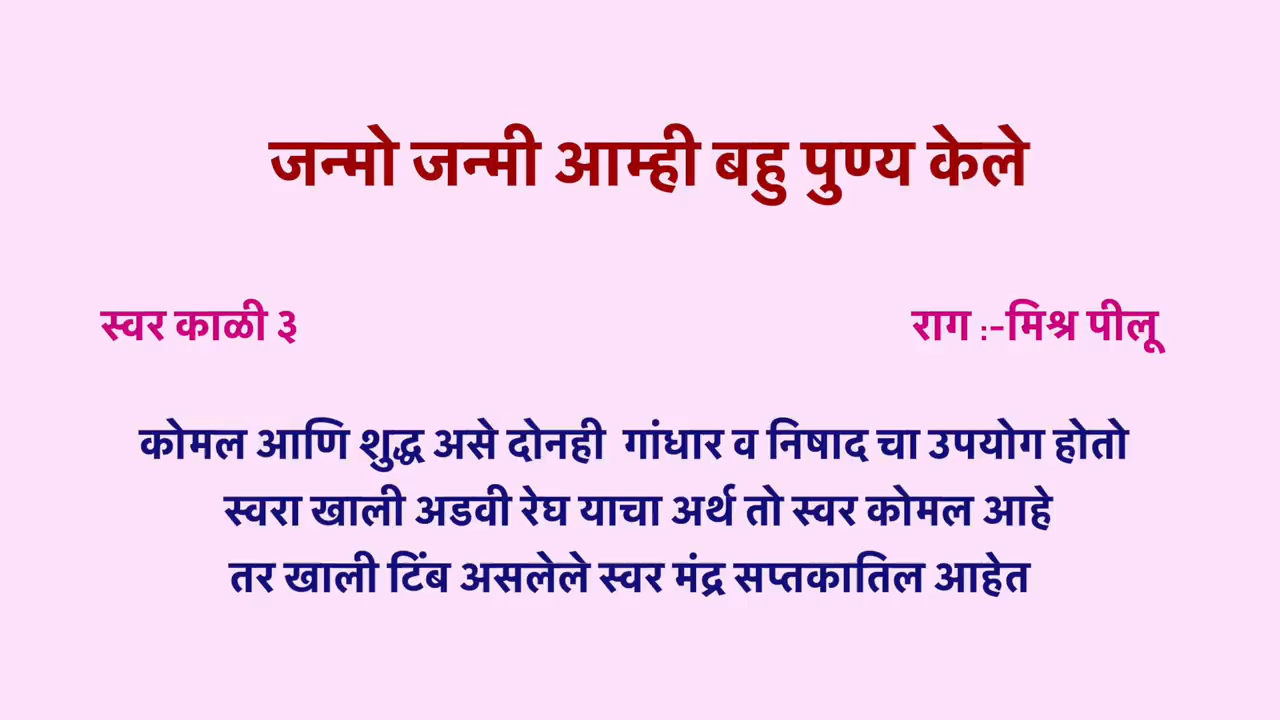 जन्मो जन्मी आम्ही बहु पुण्य केले
स्वर काळी ३ राग :-मिश्र पीलू
कोमल आणि शुद्ध असे दोनही गांधार व निषाद चा उपयोग होतो
स्वरा खाली अडवी रेघ याचा अर्थ तो स्वर कोमल आहे
तर खाली टिंब असलेले स्वर मंद्र सप्तकातिल आहेत